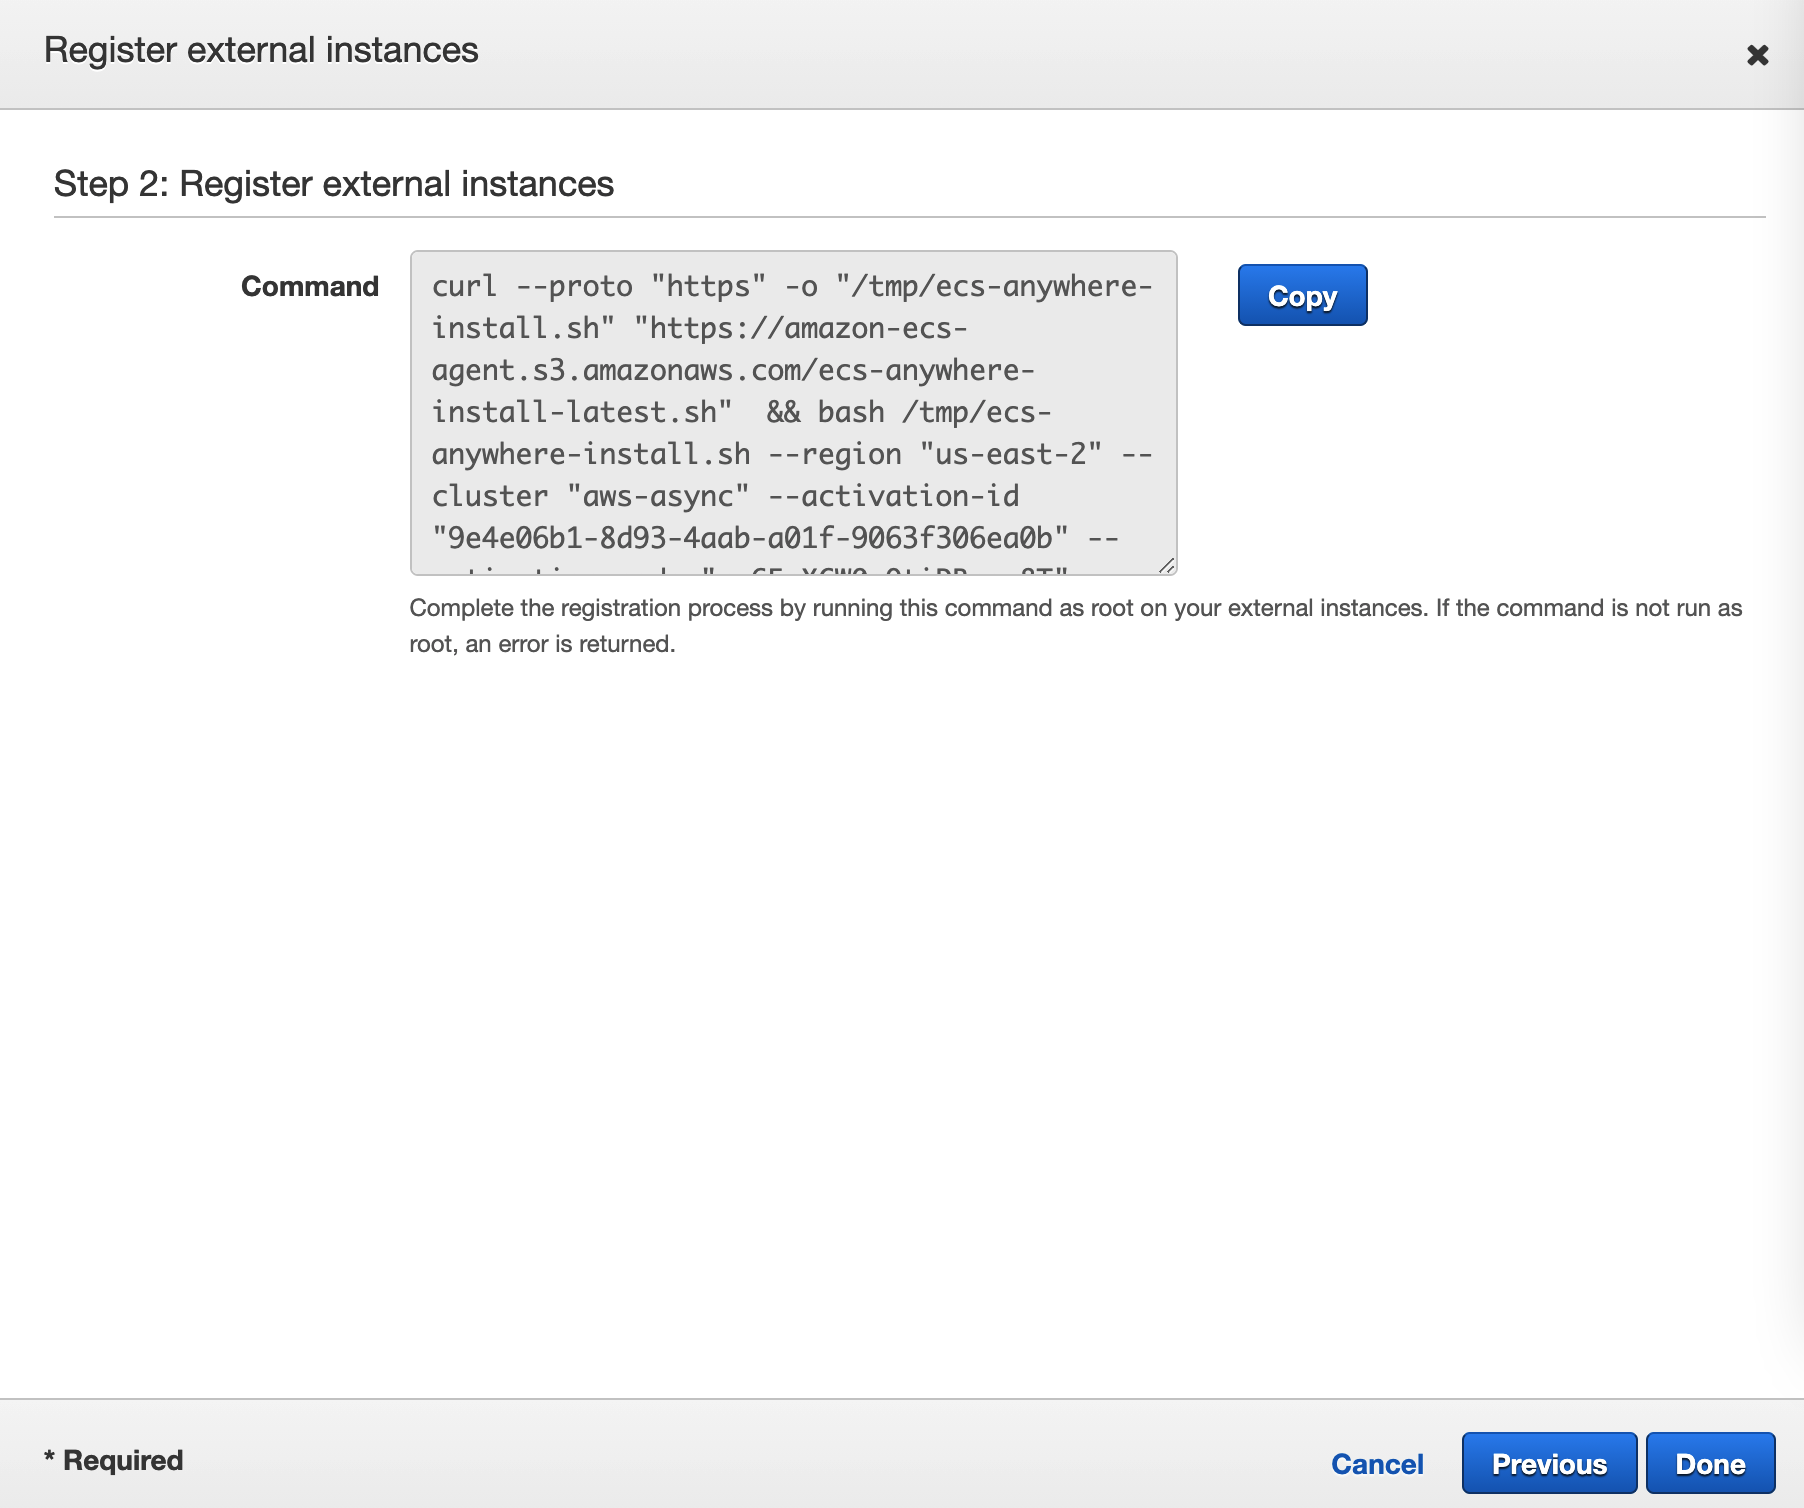 Register external instances
Step 2: Register external instances
Command
curl --proto "https" -o "/tmp/ecs-anywhere-
install.sh" "https://amazon-ecs-
agent.s3.amazonaws.com/ecs-anywhere-
install-latest.sh"  && bash /tmp/ecs-
anywhere-install.sh --region "us-east-2" --
cluster "aws-async" --activation-id
"9e4e06b1-8d93-4aab-a01f-9063f306ea0b" --
Copy
Complete the registration process by running this command as root on your external instances. If the command is not run as
root, an error is returned.
* Required
Cancel
Previous
Done